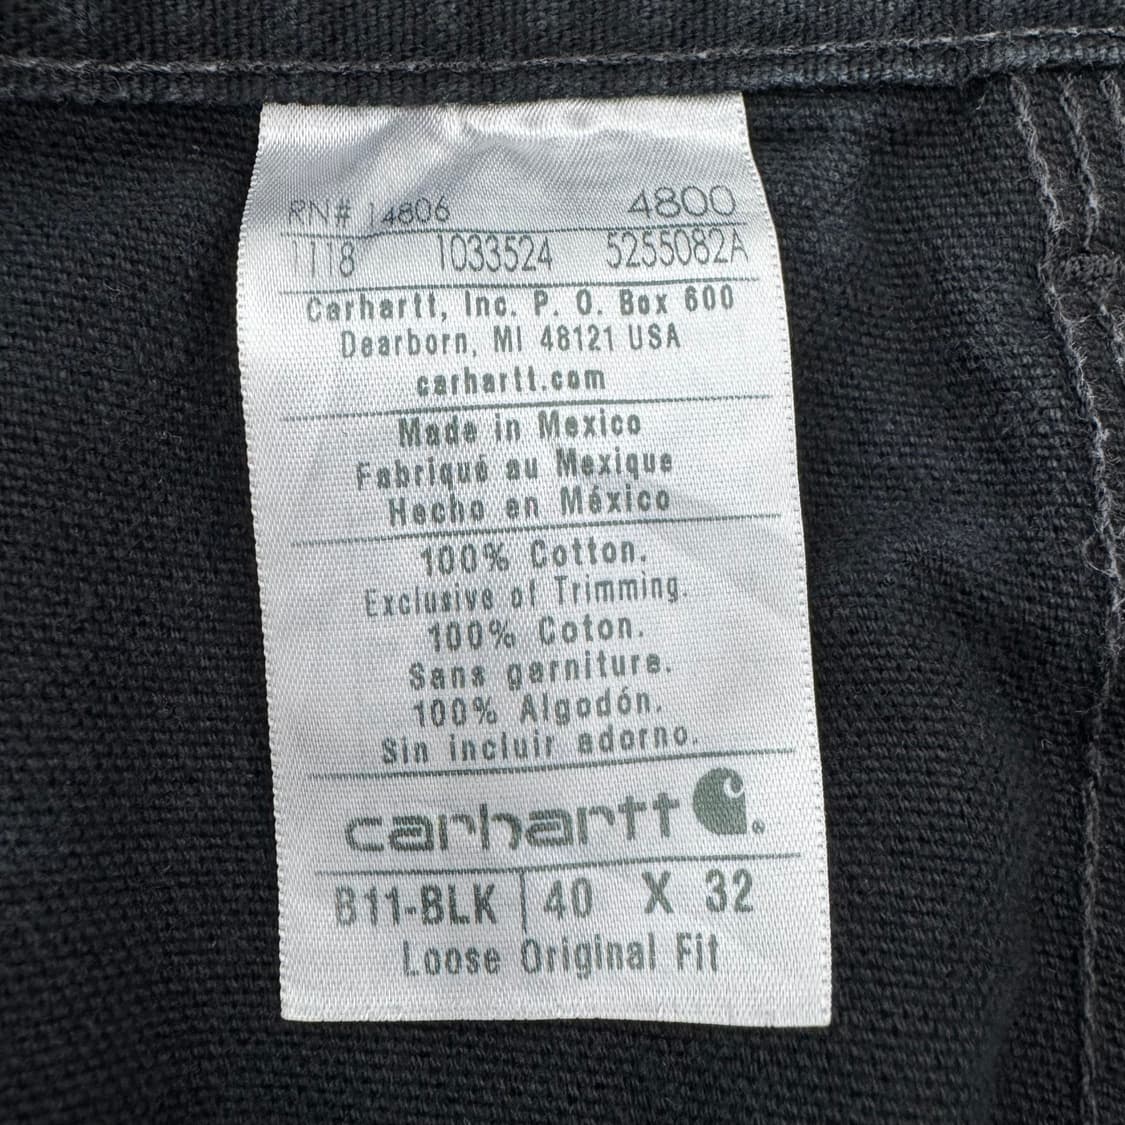 RN# 14806 4800
1118 1033524 5255082A
Carhartt, Inc. P. O. Box 600
Dearborn, MI 48121 USA
carhartt.com
Made in Mexico
Fabriqué au Mexique
Hecho en México
100% Cotton.
Exclusive of Trimming.
100% Coton.
Sans garniture.
100% Algodón.
Sin incluir adorno.
carhartt
B11-BLK 40 X 32
Loose Original Fit